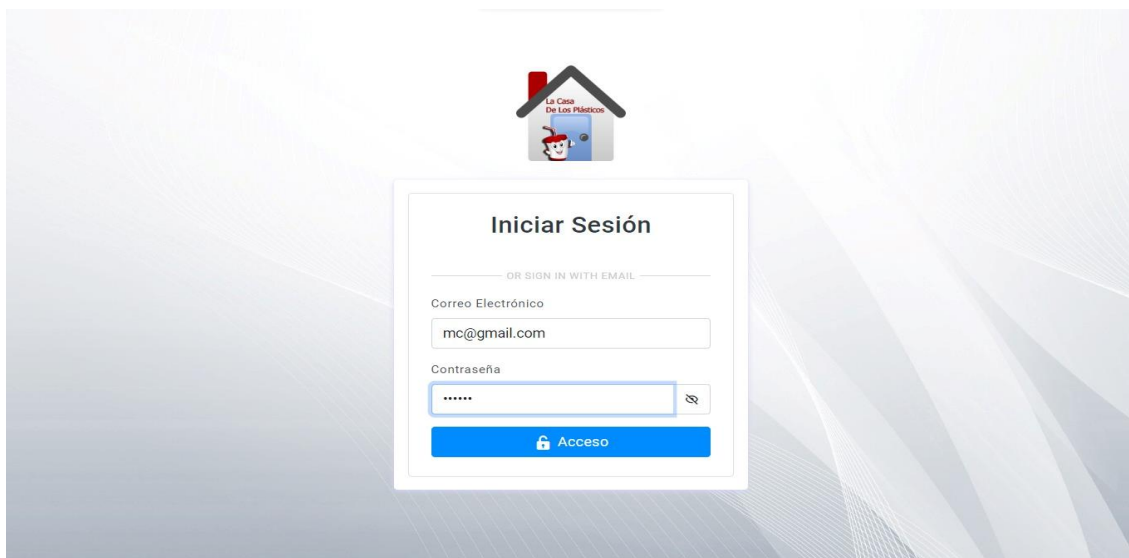 La Casa
De Los Plásticos
Iniciar Sesión
OR SIGN IN WITH EMAIL
Correo Electrónico
mc@gmail.com
Contraseña
••••••
Acceso